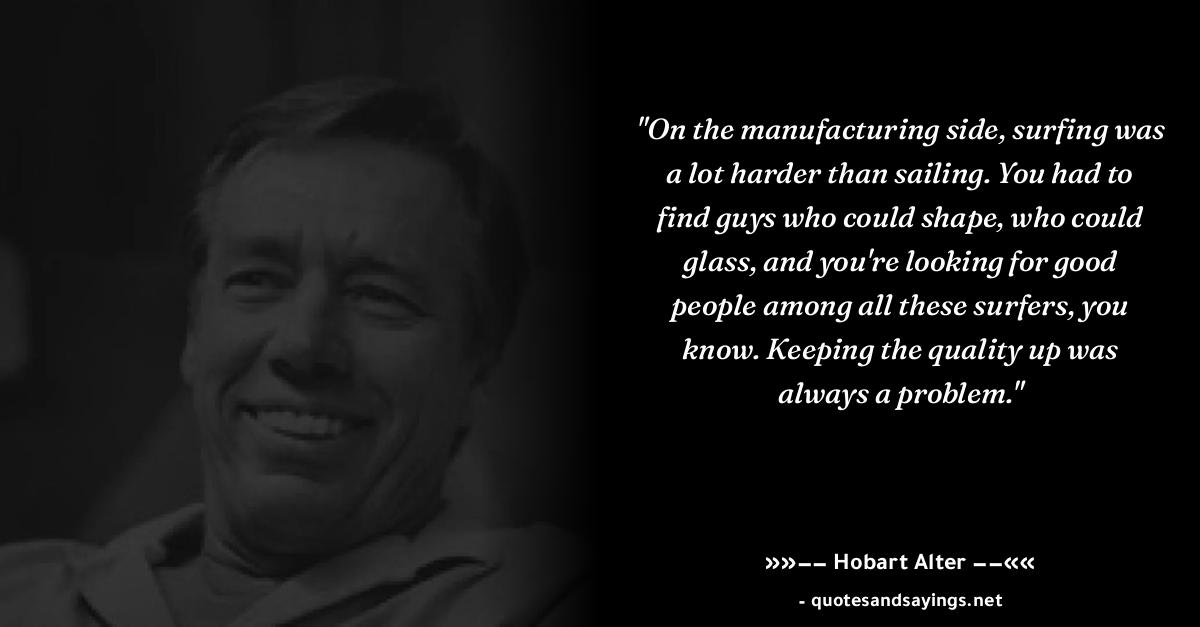 "On the manufacturing side, surfing was
a lot harder than sailing. You had to
find guys who could shape, who could
glass, and you're looking for good
people among all these surfers, you
know. Keeping the quality up was
always a problem."
»»−− Hobart Alter −−««
- quotesandsayings.net